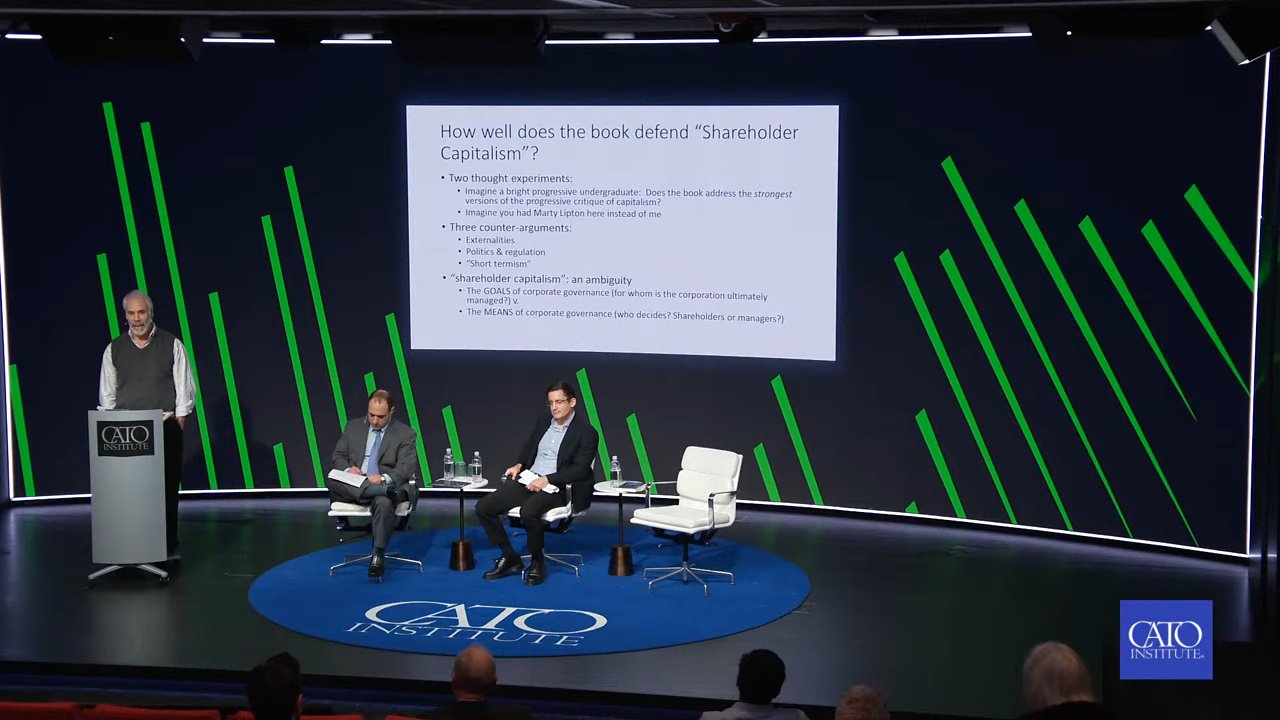 How well does the book defend “Shareholder
Capitalism”?
• Two thought experiments:
• Imagine a bright progressive undergraduate: Does the book address the strongest
versions of the progressive critique of capitalism?
• Imagine you had Marty Lipton here instead of me
• Three counter-arguments:
• Externalities
• Politics & regulation
• “Short termism”
• “shareholder capitalism”: an ambiguity
• The GOALS of corporate governance (for whom is the corporation ultimately
managed?) v.
• The MEANS of corporate governance (who decides? Shareholders or managers?)
CATO
INSTITUTE
CATO
INSTITUTE
CATO
INSTITUTE